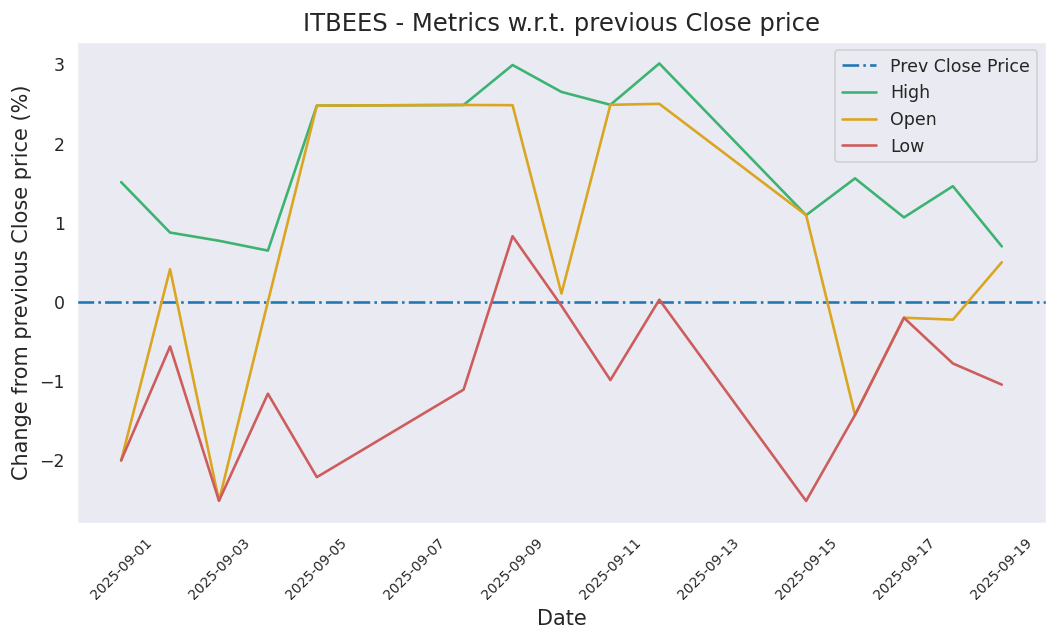 ITBEES - Metrics w.r.t. previous Close price
Change from previous Close price (%)
3
2
1
0
−1
−2
Prev Close Price
High
Open
Low
2025-09-01
2025-09-03
2025-09-05
2025-09-07
2025-09-09
2025-09-11
2025-09-13
2025-09-15
2025-09-17
2025-09-19
Date